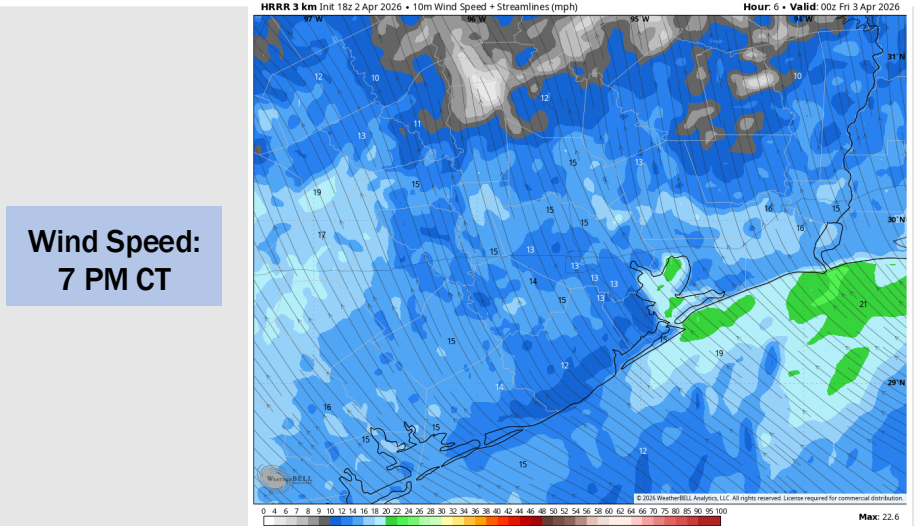 HRRR 3 km Init 18z 2 Apr 2026 • 10m Wind Speed + Streamlines (mph)
Hour: 6 • Valid: 00z Fri 3 Apr 2026
97°W 96°W 95°W 94°W
31°N
12 10 12 10
11
13
15 13
15
19
15 16 15
30°N
17 15 16
15 13
13
14 13 13
15 13
21
15 15
19
12
29°N
14
16
15 15
12
15
Wind Speed:
7 PM CT
WEATHERBELL
© 2026 WeatherBELL Analytics, LLC. All rights reserved. License required for commercial distribution.
0 4 6 7 8 9 10 12 14 16 18 20 22 24 26 28 30 32 34 36 38 40 42 44 46 48 50 52 54 56 58 60 65 70 75 80 85 90 95 100
Max: 22.6